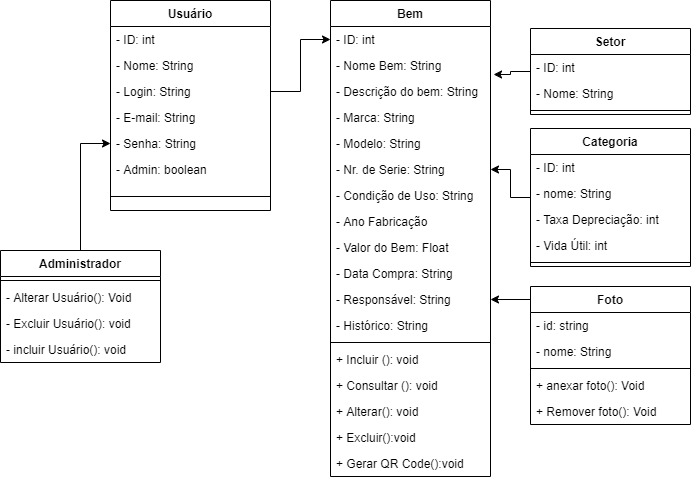 Usuário
- ID: int
- Nome: String
- Login: String
- E-mail: String
- Senha: String
- Admin: boolean
Administrador
- Alterar Usuário(): Void
- Excluir Usuário(): void
- incluir Usuário(): void
Bem
- ID: int
- Nome Bem: String
- Descrição do bem: String
- Marca: String
- Modelo: String
- Nr. de Serie: String
- Condição de Uso: String
- Ano Fabricação
- Valor do Bem: Float
- Data Compra: String
- Responsável: String
- Histórico: String
+ Incluir (): void
+ Consultar (): void
+ Alterar(): void
+ Excluir():void
+ Gerar QR Code():void
Setor
- ID: int
- Nome: String
Categoria
- ID: int
- nome: String
- Taxa Depreciação: int
- Vida Útil: int
Foto
- id: string
- nome: String
+ anexar foto(): Void
+ Remover foto(): Void